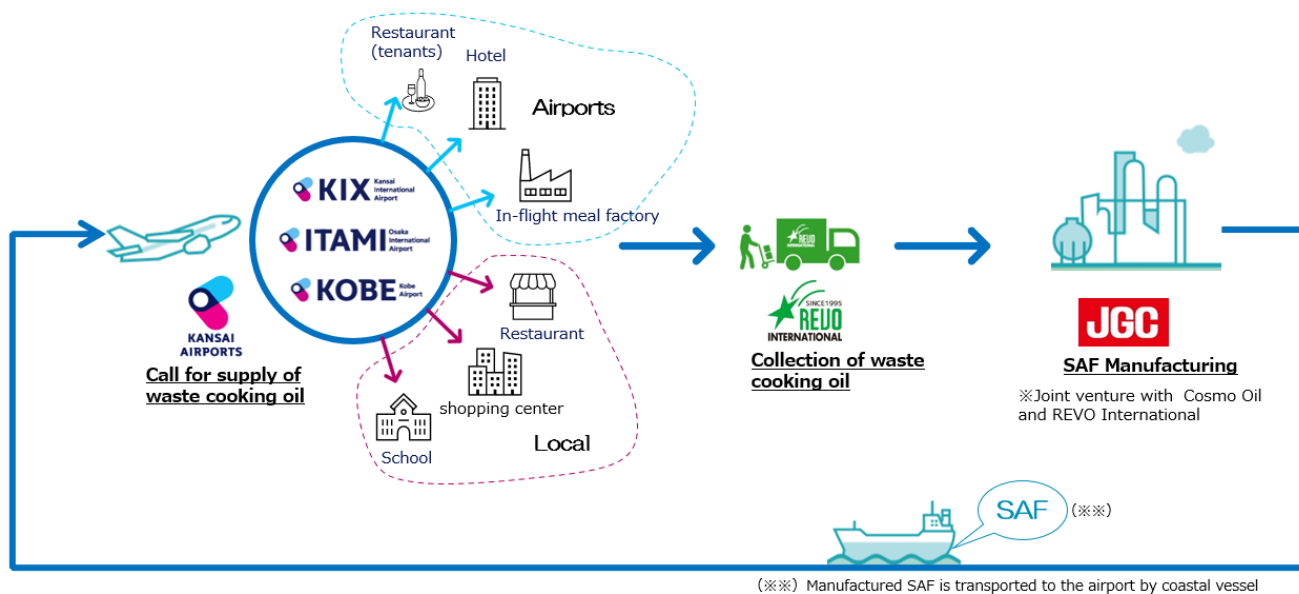 Restaurant
(tenants)
Hotel
Airports
In-flight meal factory
KIX Kansai
International
Airport
ITAMI Osaka
International
Airport
KOBE Kobe
Airport
KANSAI
AIRPORTS
Call for supply of
waste cooking oil
Restaurant
shopping center
School
Local
REVO
INTERNATIONAL
SINCE1995
REVO
INTERNATIONAL
Collection of waste
cooking oil
JGC
SAF Manufacturing
※Joint venture with Cosmo Oil
and REVO International
SAF
(※※)
(※※) Manufactured SAF is transported to the airport by coastal vessel